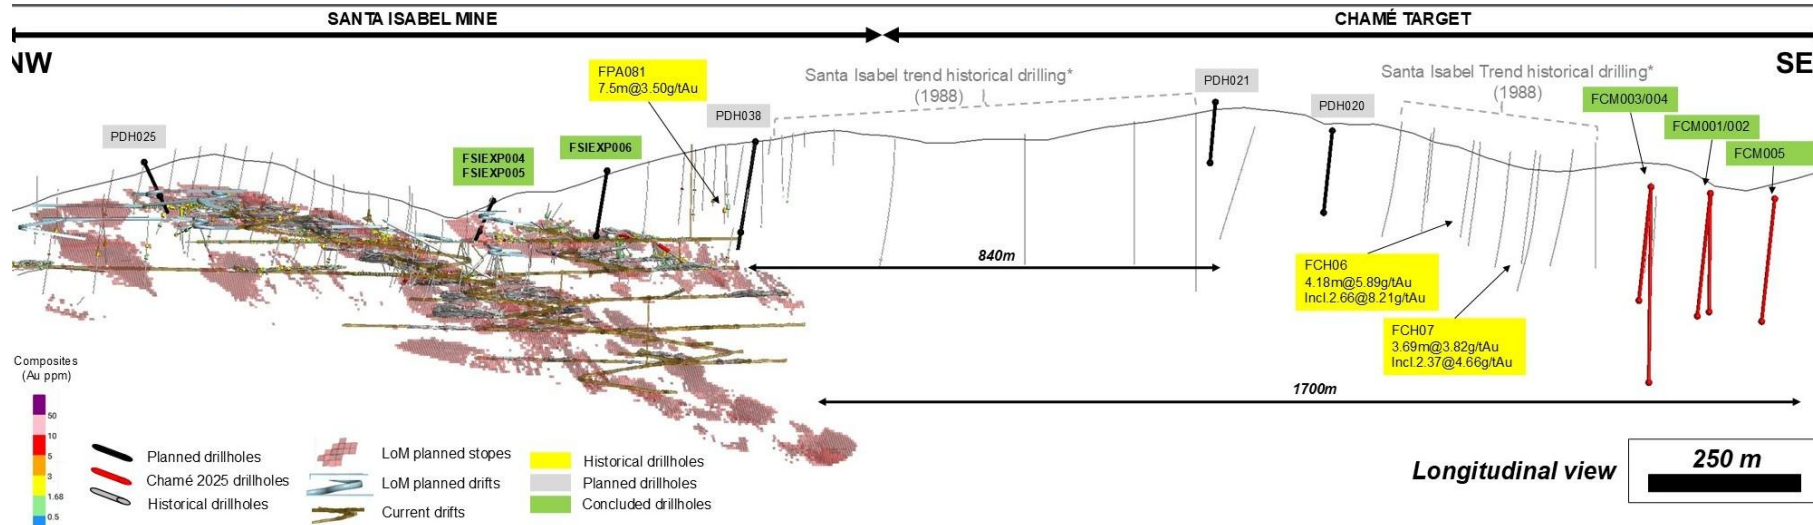 SANTA ISABEL MINE
CHAMÉ TARGET
NW
SE
FPA081
7.5m@3.50g/tAu
Santa Isabel trend historical drilling*
(1988)
PDH021
Santa Isabel Trend historical drilling*
(1988)
FCM003/004
PDH025
PDH038
PDH020
FCM001/002
FSIEXP004
FSIEXP005
FSIEXP006
FCM005
840m
FCH06
4.18m@5.89g/tAu
Incl.2.66@8.21g/tAu
FCH07
3.69m@3.82g/tAu
Incl.2.37@4.66g/tAu
1700m
Composites
(Au ppm)
50
10
5
3
1.68
0.5
Planned drillholes
Chamé 2025 drillholes
Historical drillholes
LoM planned stopes
LoM planned drifts
Current drifts
Historical drillholes
Planned drillholes
Concluded drillholes
Longitudinal view
250 m